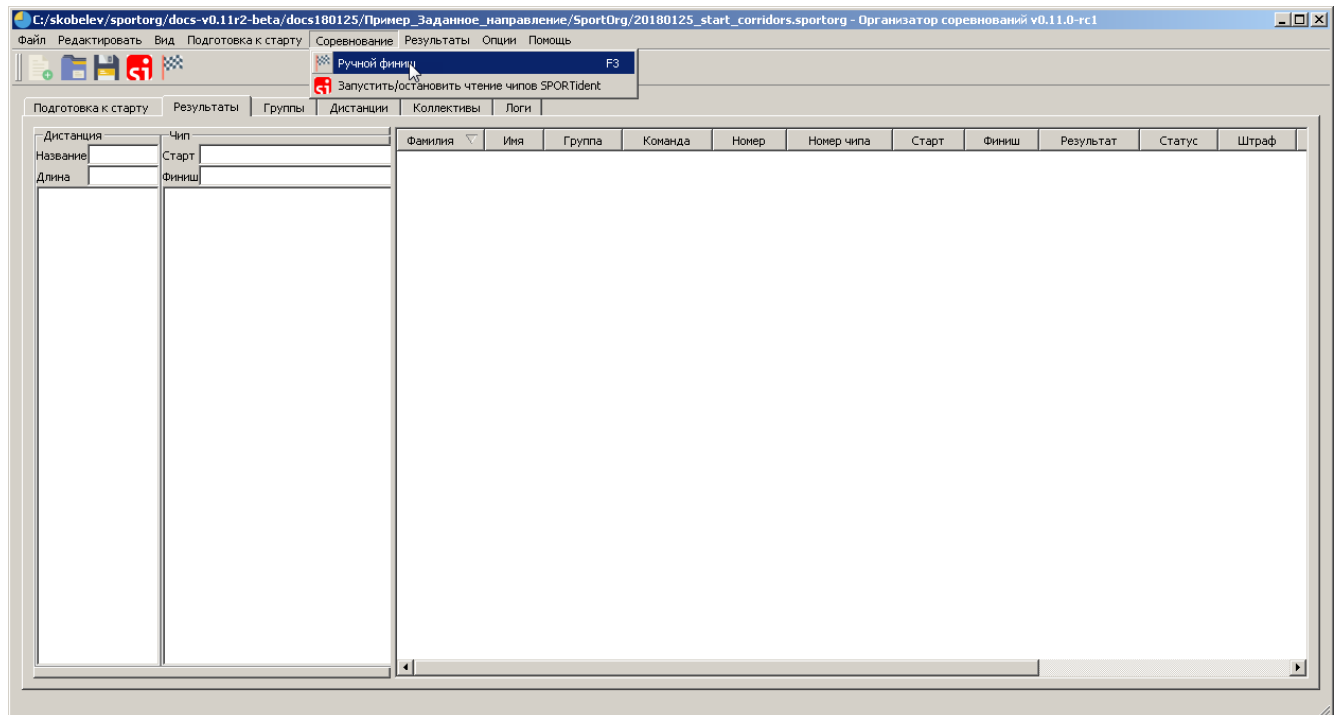 C:/skobelev/sportorg/docs-v0.11r2-beta/docs180125/Пример_Заданное_направление/SportOrg/20180125_start_corridors.sportorg - Организатор соревнований v0.11.0-rc1
Файл Редактировать Вид Подготовка к старту Соревнование Результаты Опции Помощь
Ручной финиш F3
Запустить/остановить чтение чипов SPORTident
Подготовка к старту Результаты Группы Дистанции Коллективы Логи
Дистанция Чип
Фамилия Имя Группа Команда Номер Номер чипа Старт Финиш Результат Статус Штраф
Название Старт
Длина Финиш